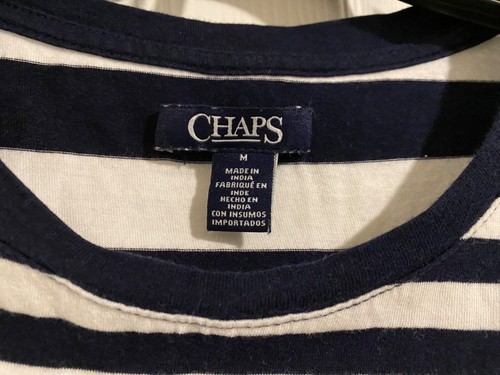 CHAPS
M
MADE IN
INDIA
FABRIQUÉ EN
INDE
HECHO EN
INDIA
CON INSUMOS
IMPORTADOS